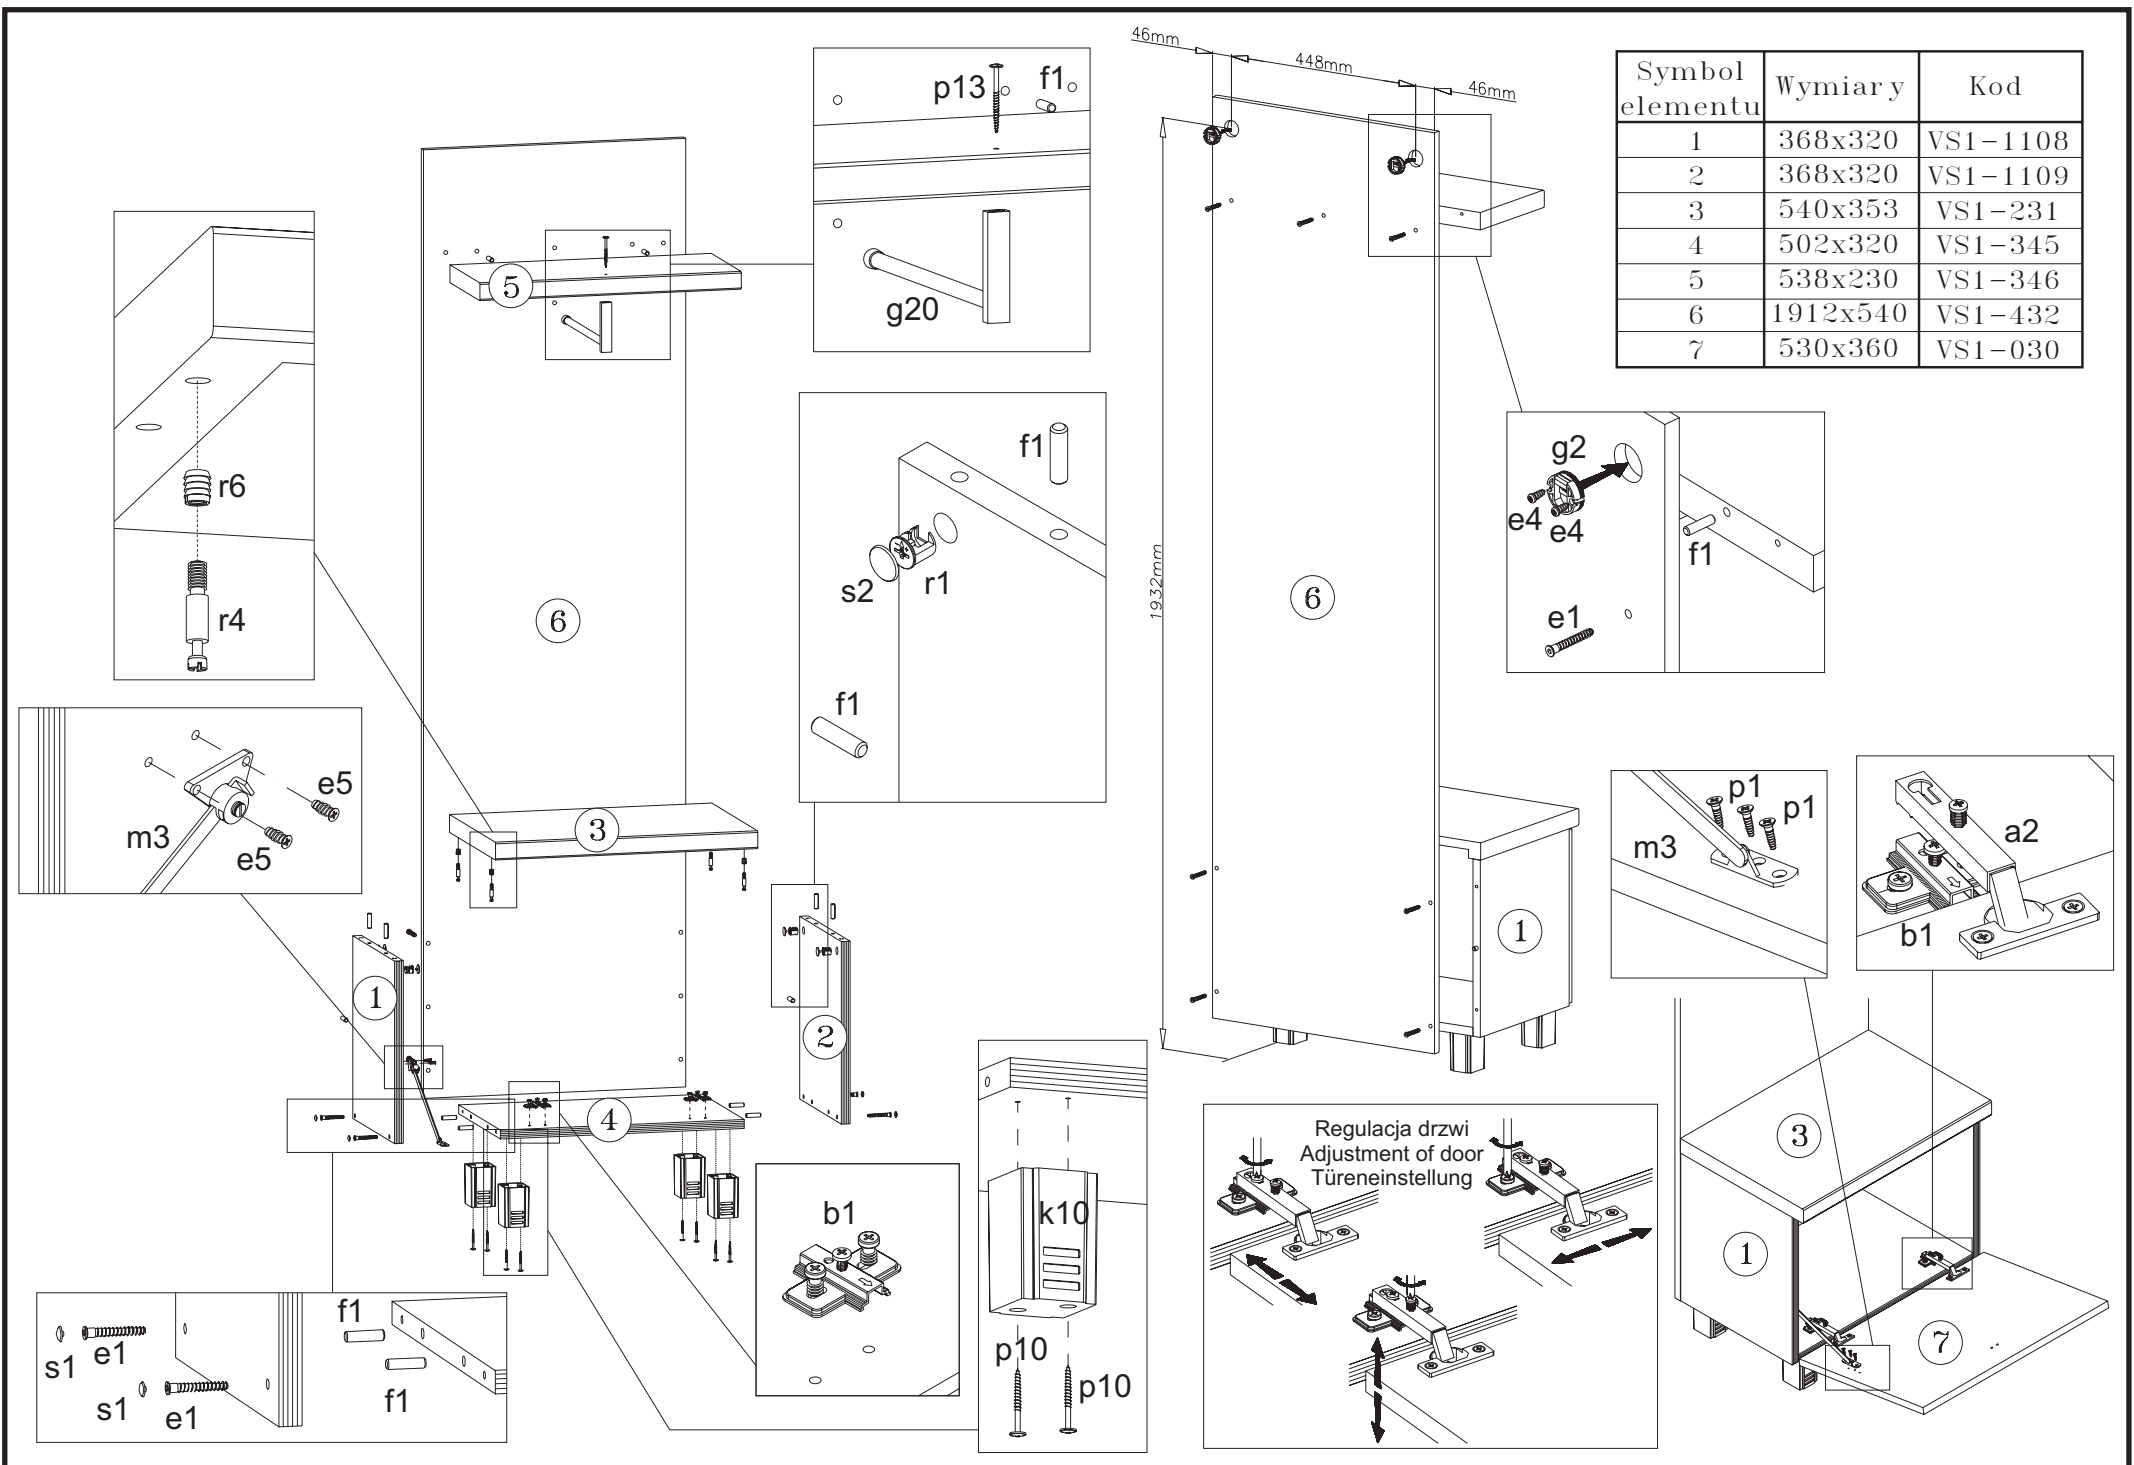 46mm
448mm
46mm
Symbol elementu Wymiary Kod
1 368x320 VS1-1108
2 368x320 VS1-1109
3 540x353 VS1-231
4 502x320 VS1-345
5 538x230 VS1-346
6 1912x540 VS1-432
7 530x360 VS1-030
p13
f1
g20
5
r6
r4
6
f1
s2
r1
f1
1932mm
6
g2
e4
e4
f1
e1
m3
e5
e5
3
1
2
4
1
m3
p1
p1
a2
b1
k10
p10
p10
b1
s1
e1
s1
e1
f1
f1
Regulacja drzwi
Adjustment of door
Türeneinstellung
3
1
7